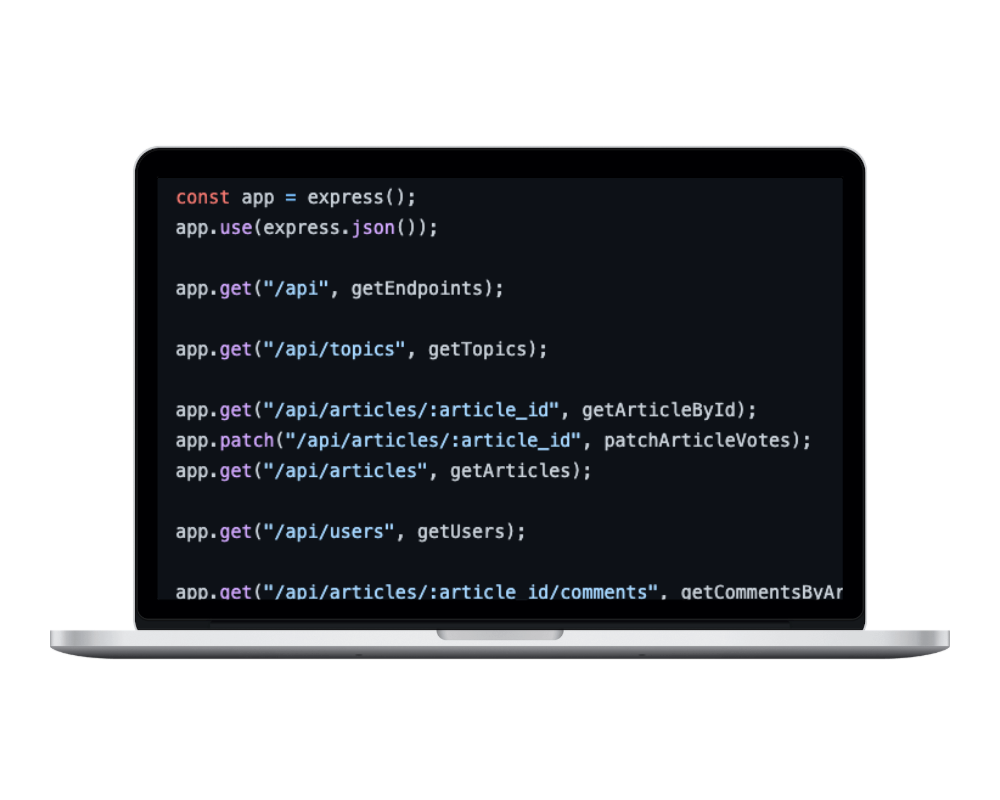 const app = express();
app.use(express.json());
app.get("/api", getEndpoints);
app.get("/api/topics", getTopics);
app.get("/api/articles/:article_id", getArticleById);
app.patch("/api/articles/:article_id", patchArticleVotes);
app.get("/api/articles", getArticles);
app.get("/api/users", getUsers);
app.get("/api/articles/:article_id/comments", getCommentsByAr